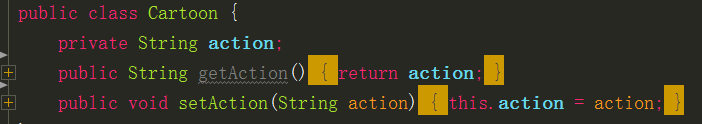 public class Cartoon {
private String action;
public String getAction() { return action; }
public void setAction(String action) { this.action = action; }